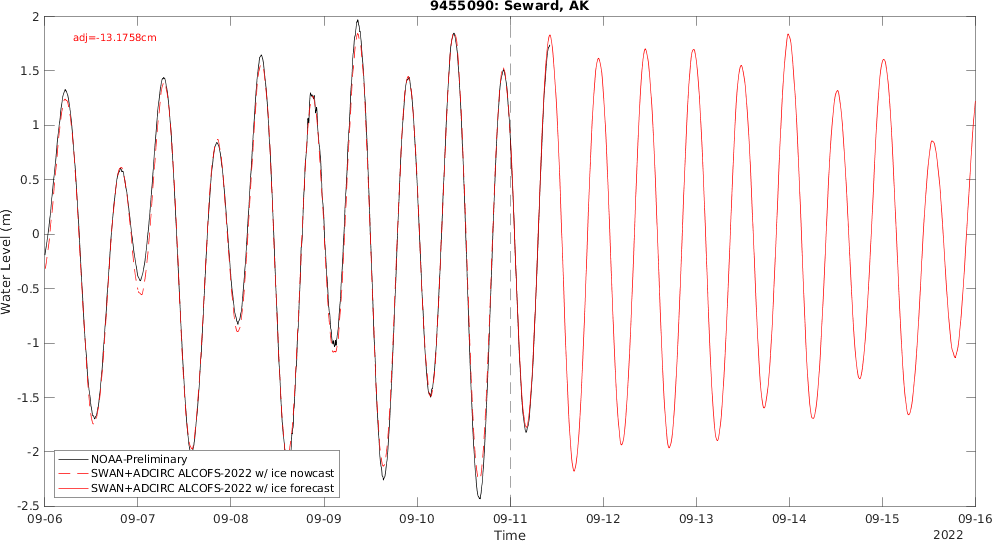 9455090: Seward, AK
adj=-13.1758cm
2
1.5
1
0.5
0
-0.5
-1
-1.5
-2
-2.5
Water Level (m)
NOAA-Preliminary
SWAN+ADCIRC ALCOFS-2022 w/ ice nowcast
SWAN+ADCIRC ALCOFS-2022 w/ ice forecast
09-06 09-07 09-08 09-09 09-10 09-11 09-12 09-13 09-14 09-15 09-16
Time
2022